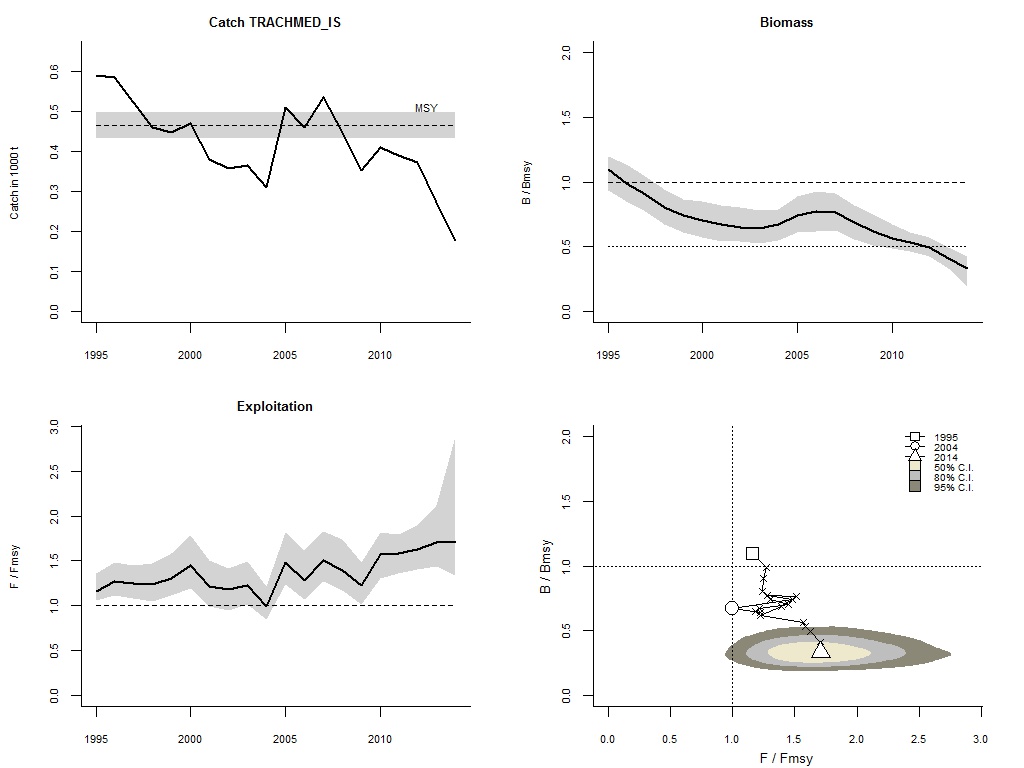 Catch TRACHMED_IS
Catch in 1000 t
0.0 0.1 0.2 0.3 0.4 0.5 0.6
MSY
1995 2000 2005 2010
Biomass
B / Bmsy
0.0 0.5 1.0 1.5 2.0
1995 2000 2005 2010
Exploitation
F / Fmsy
0.0 0.5 1.0 1.5 2.0 2.5 3.0
1995 2000 2005 2010
B / Bmsy
0.0 0.5 1.0 1.5 2.0
1995
2004
2014
50% C.I.
80% C.I.
95% C.I.
0.0 0.5 1.0 1.5 2.0 2.5 3.0
F / Fmsy